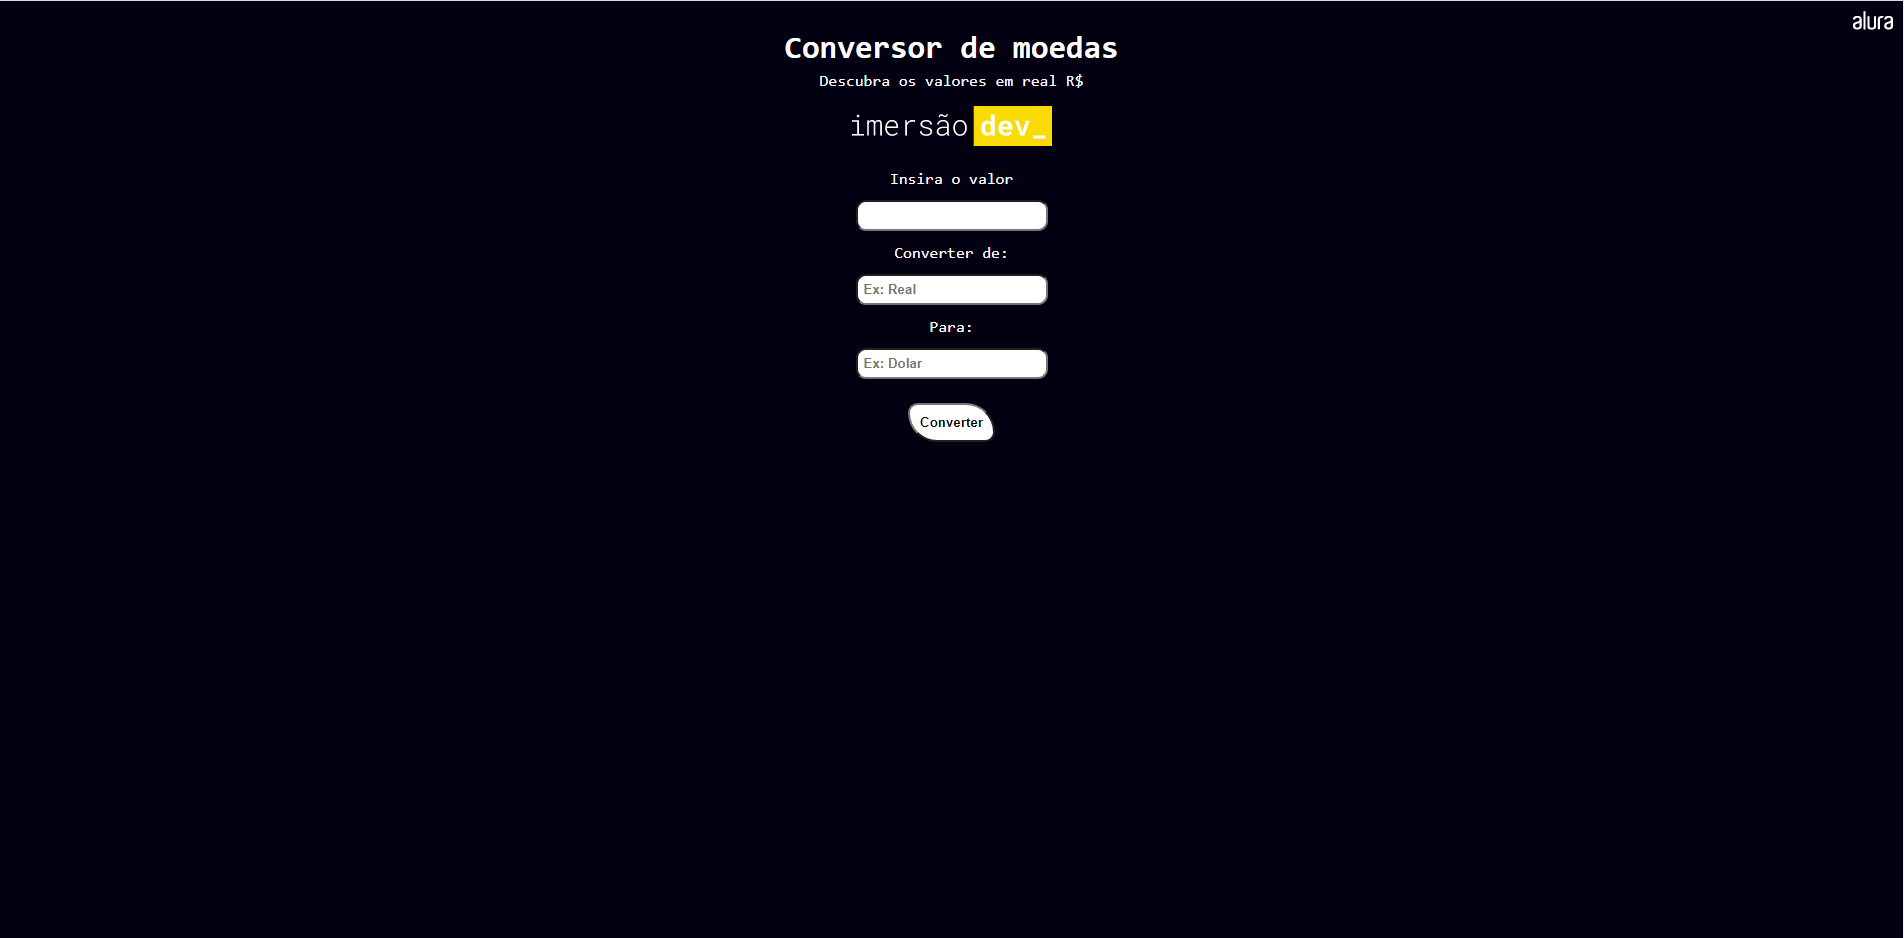 alura
Conversor de moedas
Descubra os valores em real R$
imersão dev_
Insira o valor
Converter de:
Ex: Real
Para:
Ex: Dolar
Converter